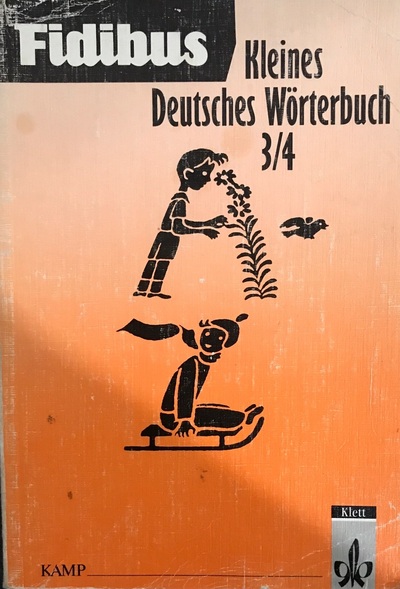 Fidibus
Kleines
Deutsches Wörterbuch
3/4
Klett
KAMP